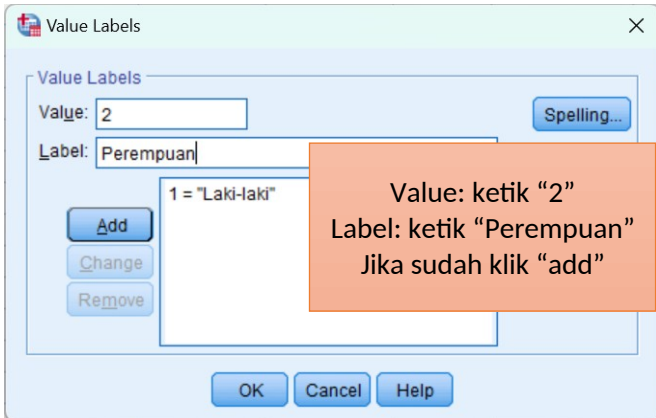 Value Labels
Value Labels
Value: 2
Spelling...
Label: Perempuan
1 = "Laki-laki"
Add
Change
Remove
Value: ketik “2”
Label: ketik “Perempuan”
Jika sudah klik “add”
OK
Cancel
Help